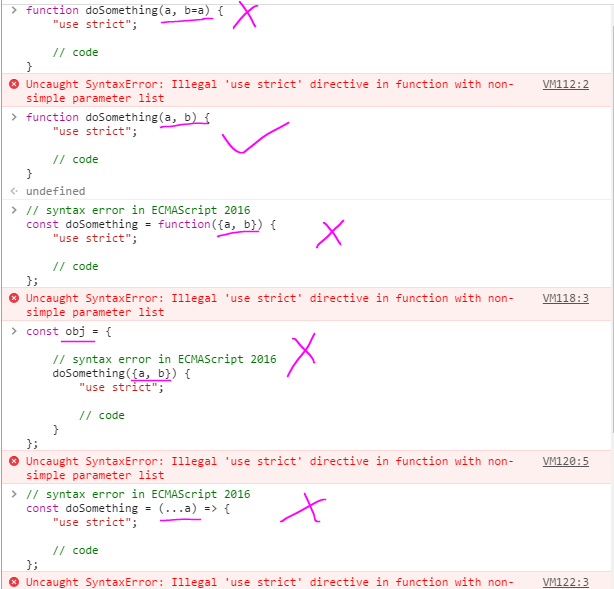 > function doSomething(a, b=a) {
"use strict";
// code
}
Uncaught SyntaxError: Illegal 'use strict' directive in function with non- VM112:2
simple parameter list
> function doSomething(a, b) {
"use strict";
// code
}
< undefined
> // syntax error in ECMAScript 2016
const doSomething = function({a, b}) {
"use strict";
// code
};
Uncaught SyntaxError: Illegal 'use strict' directive in function with non- VM118:3
simple parameter list
> const obj = {
// syntax error in ECMAScript 2016
doSomething({a, b}) {
"use strict";
// code
}
};
Uncaught SyntaxError: Illegal 'use strict' directive in function with non- VM120:5
simple parameter list
> // syntax error in ECMAScript 2016
const doSomething = (...a) => {
"use strict";
// code
};
Uncaught SyntaxError: Illegal 'use strict' directive in function with non- VM122:3